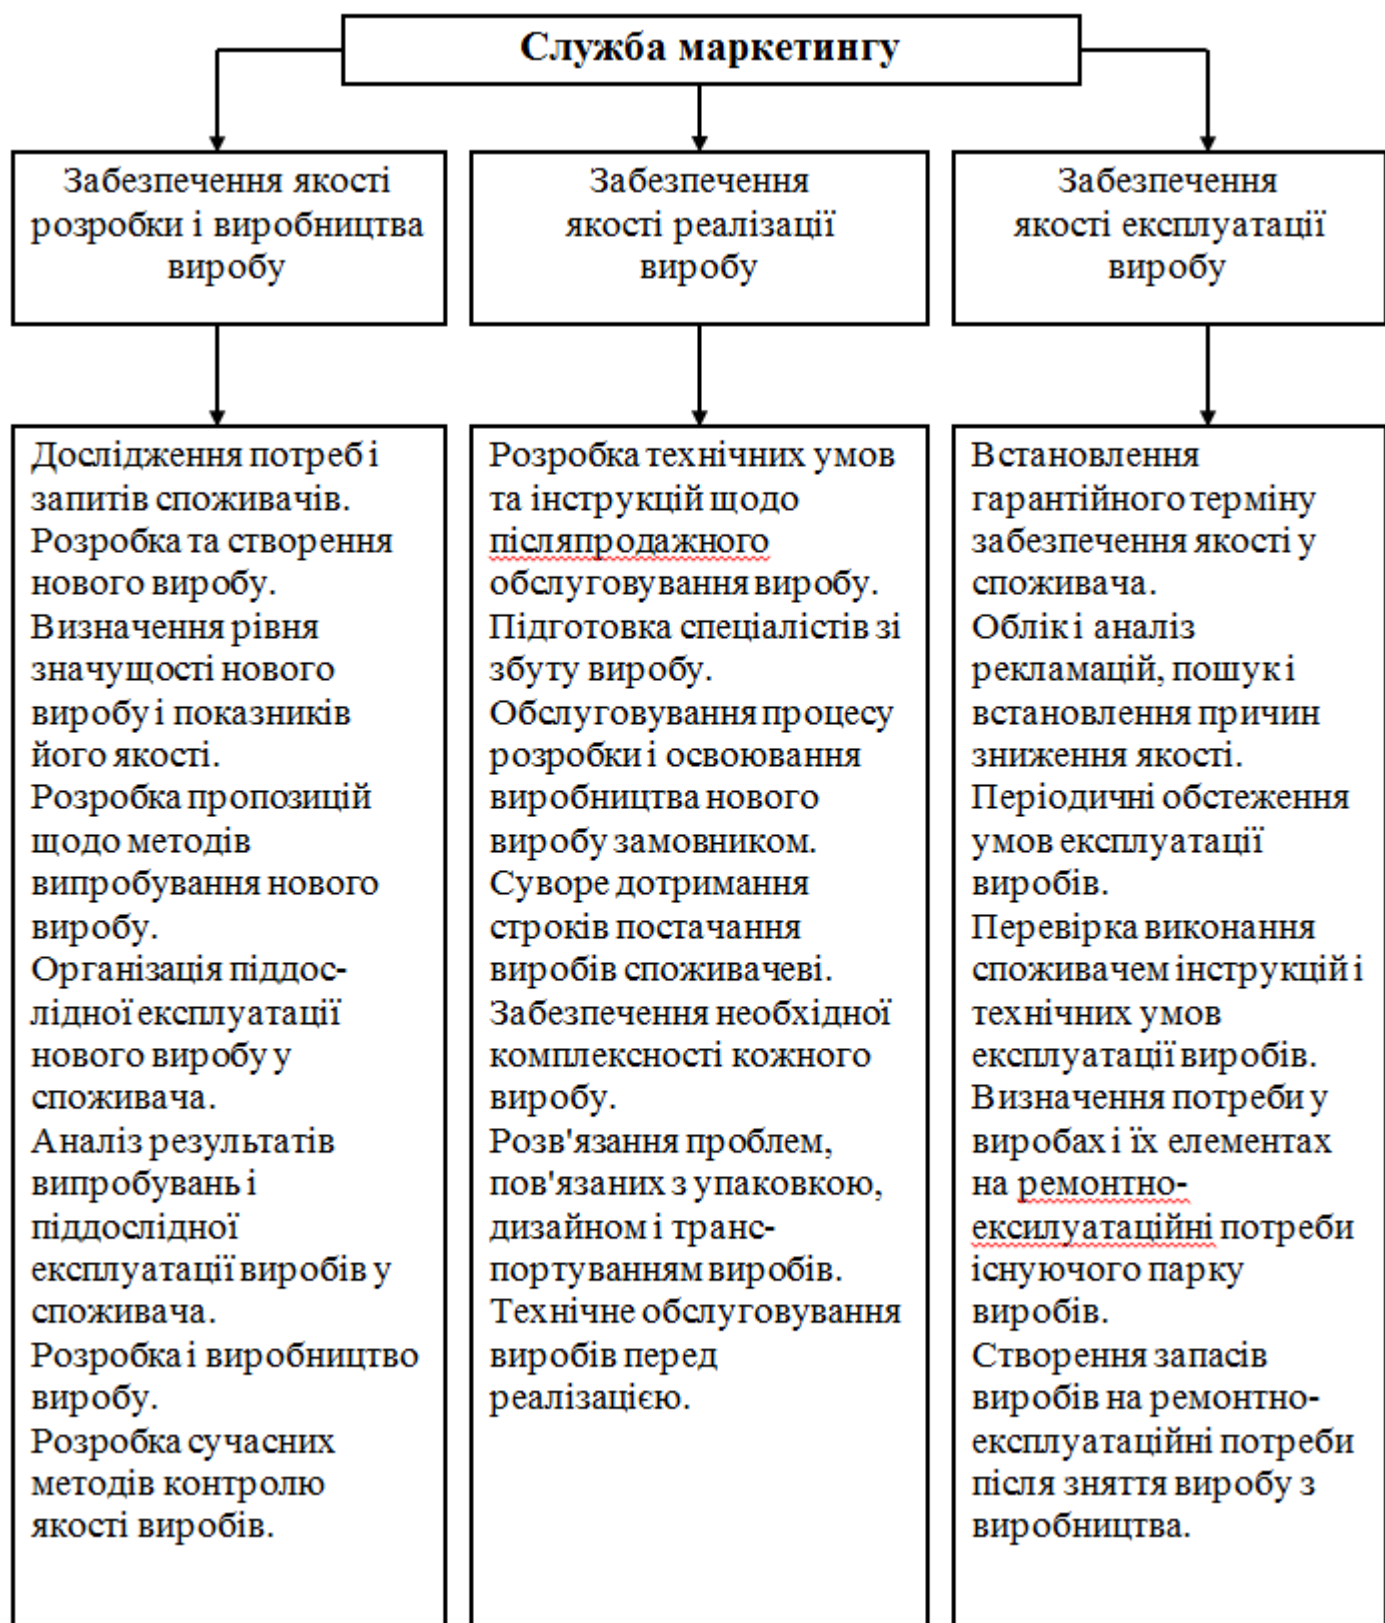 Служба маркетингу
Забезпечення якості
розробки і виробництва
виробу
Забезпечення
якості реалізації
виробу
Забезпечення
якості експлуатації
виробу
Дослідження потреб і
запитів споживачів.
Розробка та створення
нового виробу.
Визначення рівня
значущості нового
виробу і показників
його якості.
Розробка пропозицій
щодо методів
випробування нового
виробу.
Організація піддос-
лідної експлуатації
нового виробу у
споживача.
Аналіз результатів
випробувань і
піддослідної
експлуатації виробів у
споживача.
Розробка і виробництво
виробу.
Розробка сучасних
методів контролю
якості виробів.
Розробка технічних умов
та інструкцій щодо
післяпродажного
обслуговування виробу.
Підготовка спеціалістів зі
збуту виробу.
Обслуговування процесу
розробки і освоювання
виробництва нового
виробу замовником.
Суворе дотримання
строків постачання
виробів споживачеві.
Забезпечення необхідної
комплексності кожного
виробу.
Розв'язання проблем,
пов'язаних з упаковкою,
дизайном і транс-
портуванням виробів.
Технічне обслуговування
виробів перед
реалізацією.
Встановлення
гарантійного терміну
забезпечення якості у
споживача.
Облік і аналіз
рекламацій, пошук і
встановлення причин
зниження якості.
Періодичні обстеження
умов експлуатації
виробів.
Перевірка виконання
споживачем інструкцій і
технічних умов
експлуатації виробів.
Визначення потреби у
виробах і їх елементах
на ремонтно-
ексилуатаційні потреби
існуючого парку
виробів.
Створення запасів
виробів на ремонтно-
експлуатаційні потреби
після зняття виробу з
виробництва.